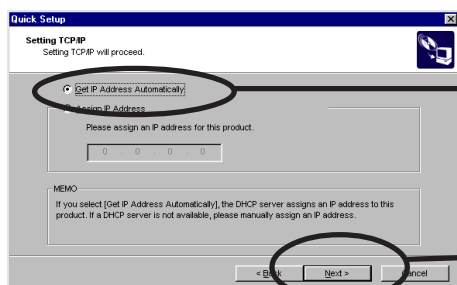 Quick Setup
Setting TCP/IP
Setting TCP/IP will proceed.
Get IP Address Automatically
Assign IP Address
Please assign an IP address for this product.
0 . 0 . 0 . 0
MEMO
If you select [Get IP Address Automatically], the DHCP server assigns an IP address to this
product. If a DHCP server is not available, please manually assign an IP address.
< Back Next > Cancel